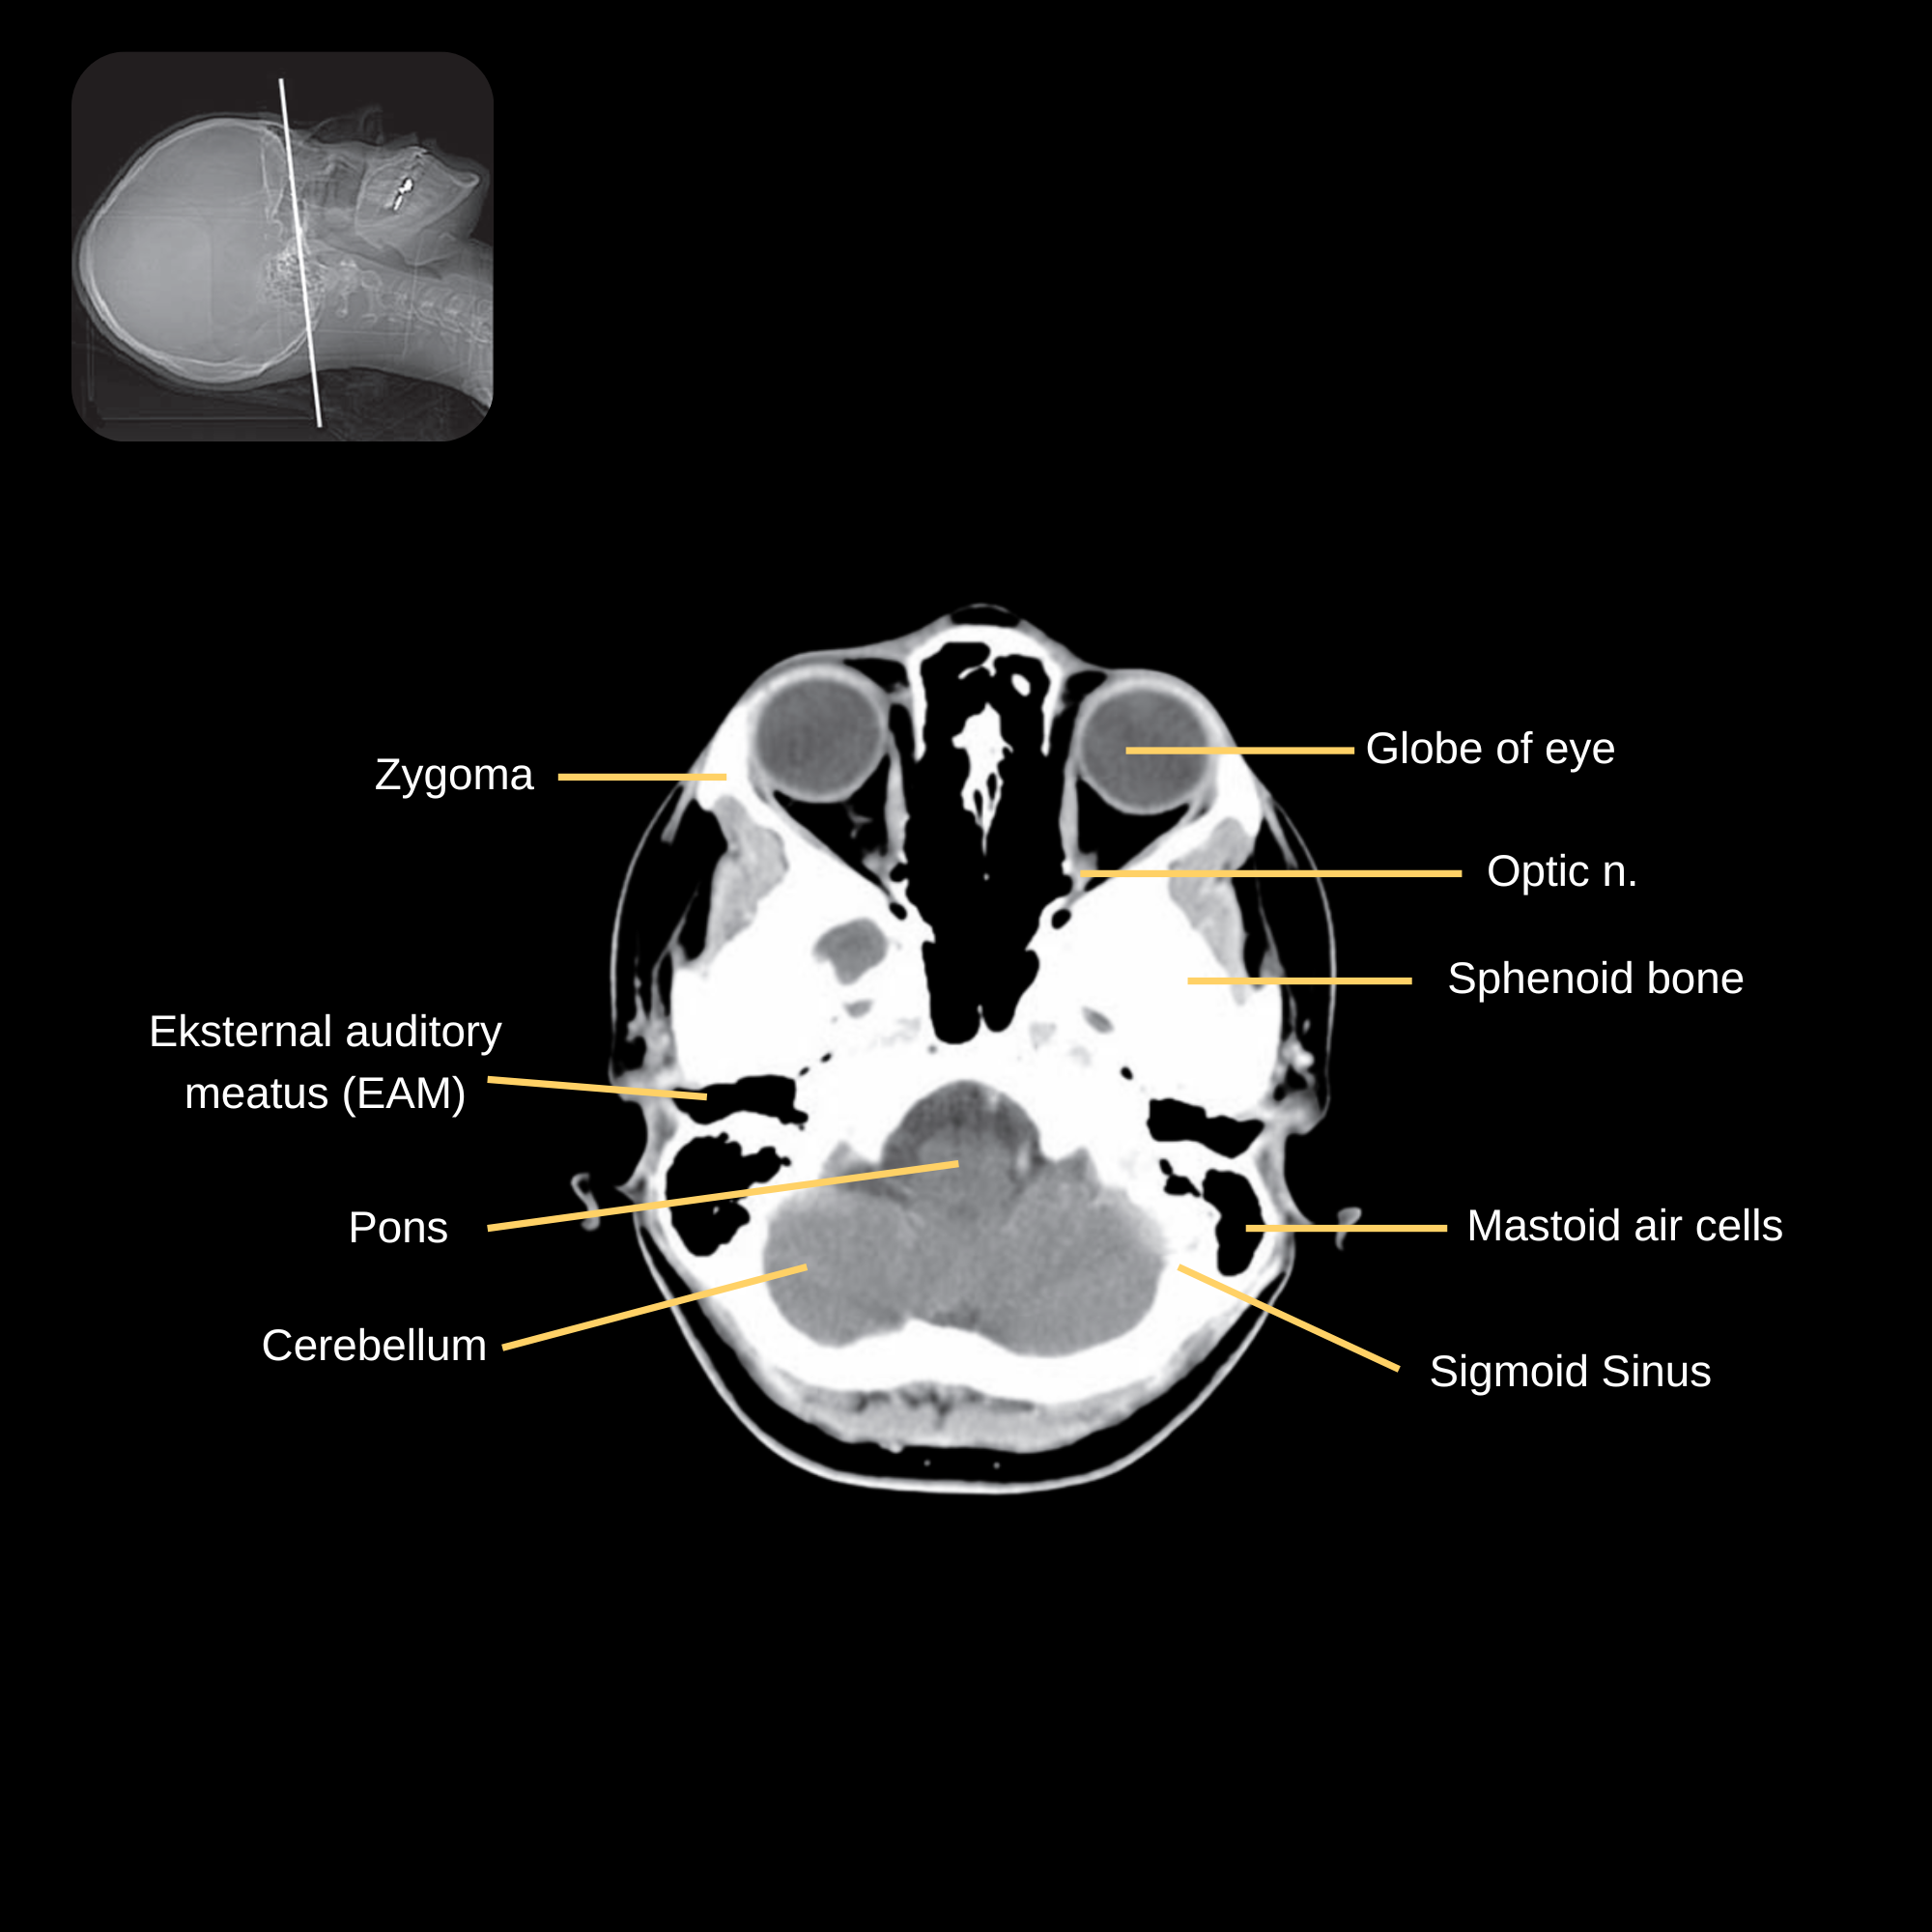 Zygoma
Eksternal auditory
meatus (EAM)
Pons
Cerebellum
Globe of eye
Optic n.
Sphenoid bone
Mastoid air cells
Sigmoid Sinus